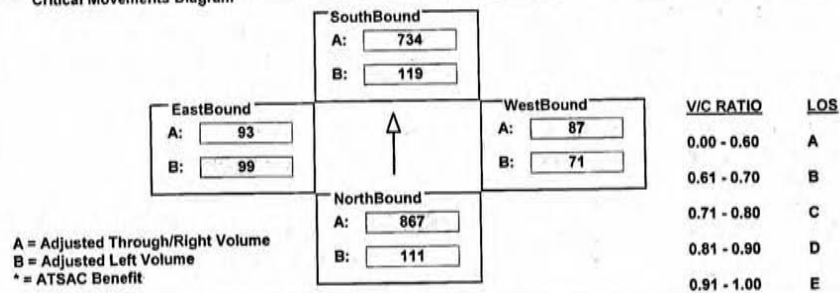 Critical Movements Diagram
SouthBound
A: 734
B: 119
EastBound
A: 93
B: 99
WestBound
A: 87
B: 71
NorthBound
A: 867
B: 111
A = Adjusted Through/Right Volume
B = Adjusted Left Volume
* = ATSAC Benefit
V/C RATIO LOS
0.00 - 0.60 A
0.61 - 0.70 B
0.71 - 0.80 C
0.81 - 0.90 D
0.91 - 1.00 E